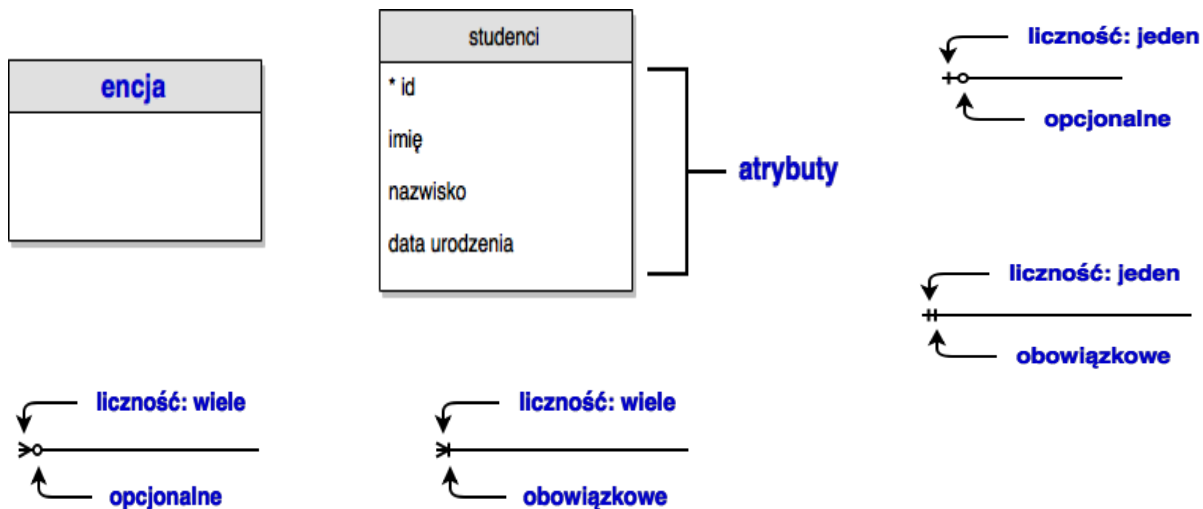 encja
studenci
* id
imię
nazwisko
data urodzenia
atrybuty
liczność: jeden
opcjonalne
liczność: jeden
obowiązkowe
liczność: wiele
opcjonalne
liczność: wiele
obowiązkowe